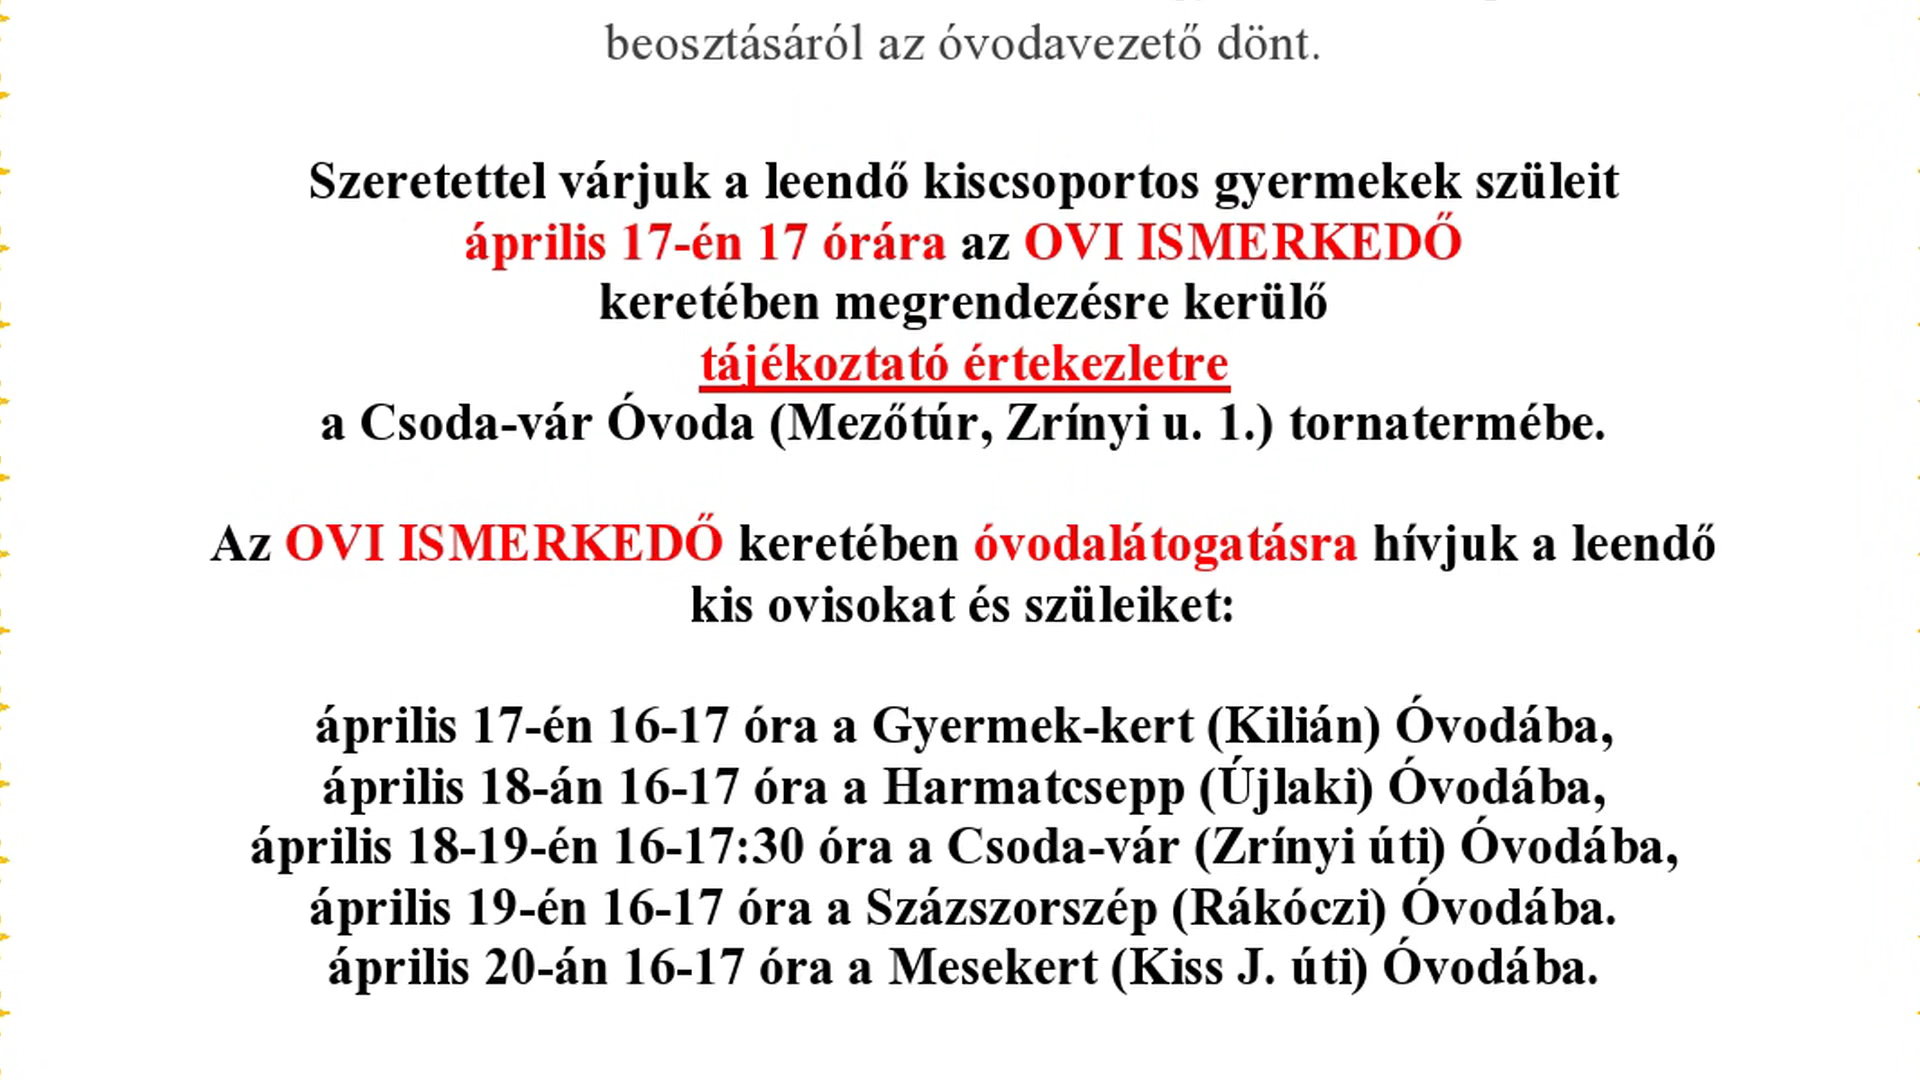 beosztásáról az óvodavezető dönt.
Szeretettel várjuk a leendő kiscsoportos gyermekek szüleit
április 17-én 17 órára az OVI ISMERKEDŐ
keretében megrendezésre kerülő
tájékoztató értekezletre
a Csoda-vár Óvoda (Mezőtúr, Zrínyi u. 1.) tornatermébe.
Az OVI ISMERKEDŐ keretében óvodalátogatásra hívjuk a leendő
kis ovisokat és szüleiket:
április 17-én 16-17 óra a Gyermek-kert (Kilián) Óvodába,
április 18-án 16-17 óra a Harmatcsepp (Újlaki) Óvodába,
április 18-19-én 16-17:30 óra a Csoda-vár (Zrínyi úti) Óvodába,
április 19-én 16-17 óra a Százszorszép (Rákóczi) Óvodába.
április 20-án 16-17 óra a Mesekert (Kiss J. úti) Óvodába.